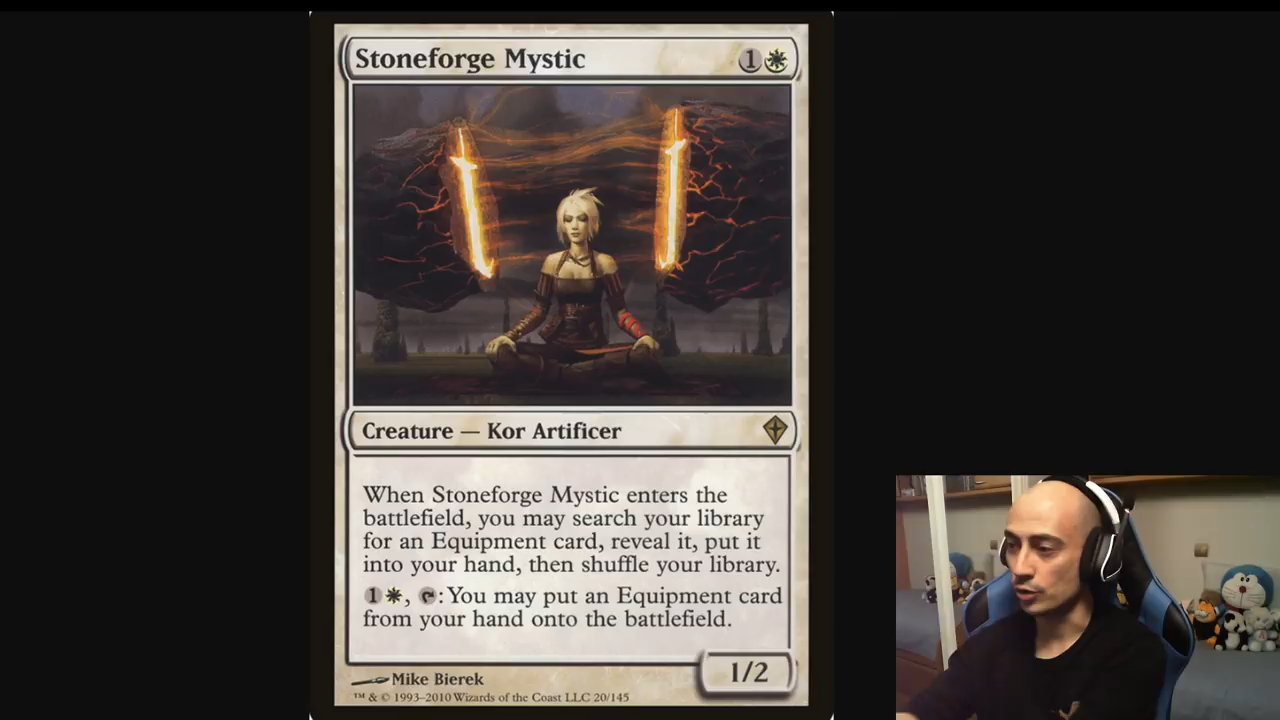 Stoneforge Mystic 1
Creature — Kor Artificer
When Stoneforge Mystic enters the
battlefield, you may search your library
for an Equipment card, reveal it, put it
into your hand, then shuffle your library.
1 , : You may put an Equipment card
from your hand onto the battlefield.
1/2
Mike Bierek
™ & © 1993–2010 Wizards of the Coast LLC 20/145